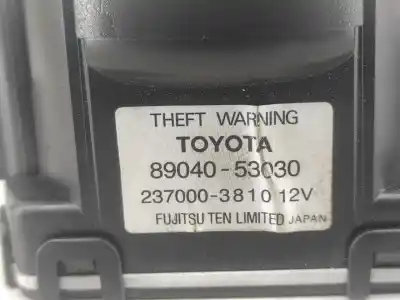 THEFT WARNING
TOYOTA
89040-53030
237000-3810 12V
FUJITSU TEN LIMITED JAPAN